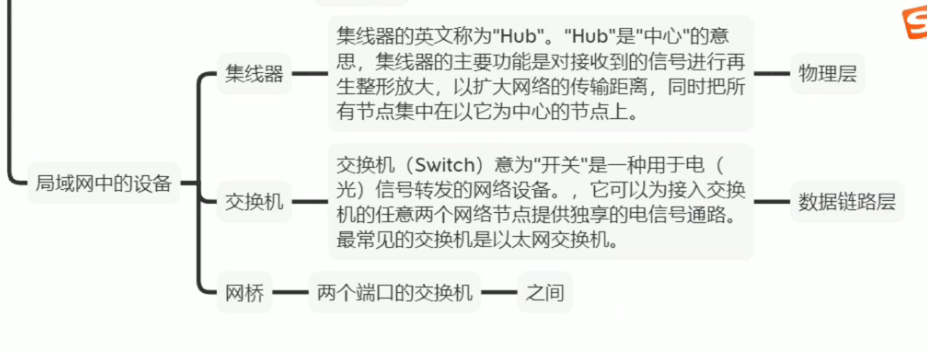 集线器的英文称为"Hub"。"Hub"是"中心"的意
思，集线器的主要功能是对接收到的信号进行再
生整形放大，以扩大网络的传输距离，同时把所
有节点集中在以它为中心的节点上。
集线器
物理层
局域网中的设备
交换机（Switch）意为"开关"是一种用于电（
光）信号转发的网络设备。，它可以为接入交换
机的任意两个网络节点提供独享的电信号通路。
最常见的交换机是以太网交换机。
交换机
数据链路层
网桥
两个端口的交换机
之间